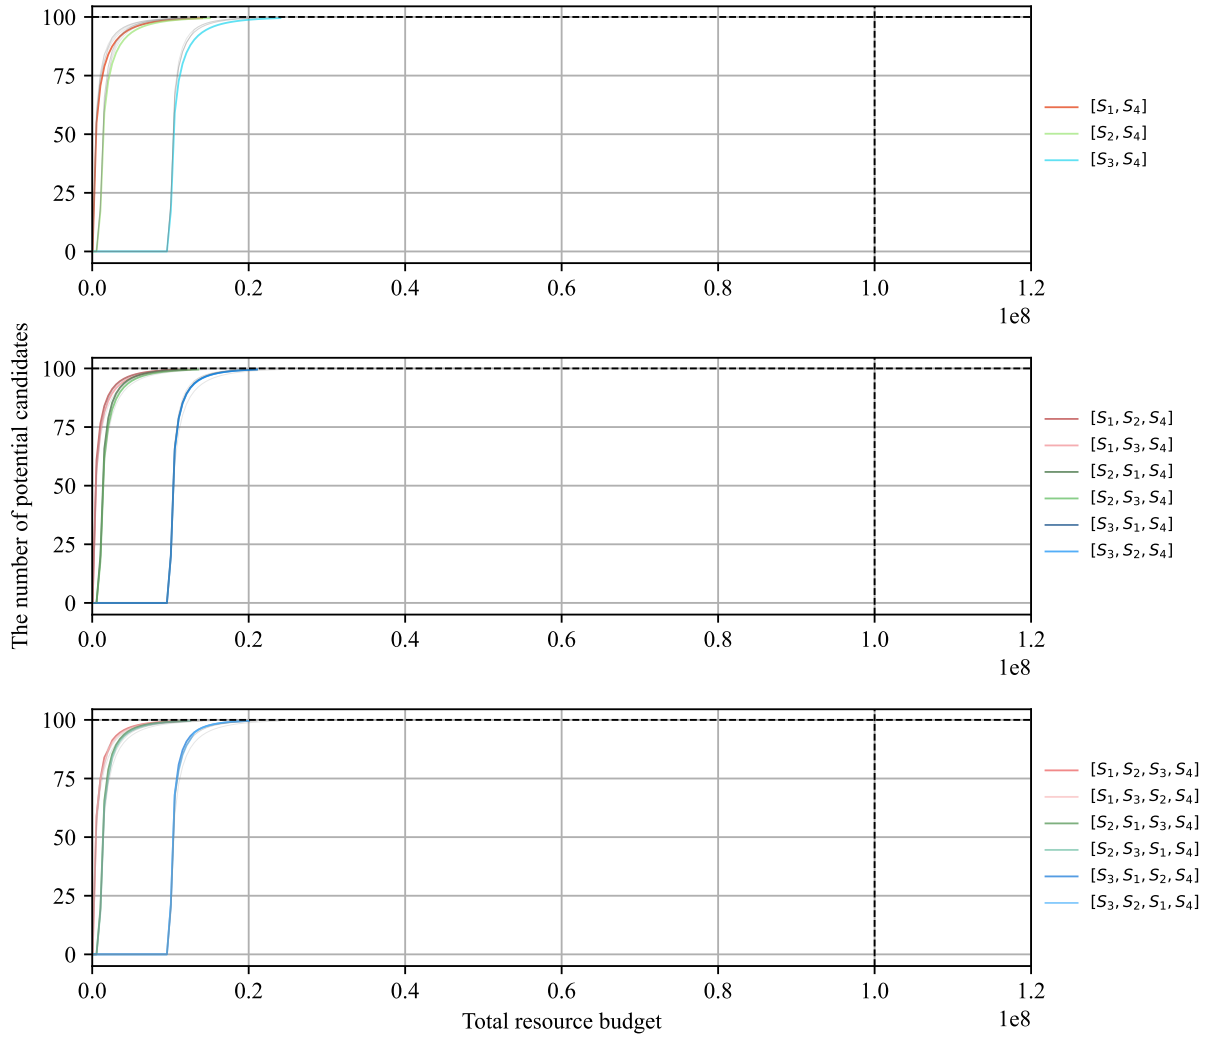 The number of potential candidates
100
75
50
25
0
0.0 0.2 0.4 0.6 0.8 1.0 1.2
1e8
[S1, S4]
[S2, S4]
[S3, S4]
100
75
50
25
0
0.0 0.2 0.4 0.6 0.8 1.0 1.2
1e8
[S1, S2, S4]
[S1, S3, S4]
[S2, S1, S4]
[S2, S3, S4]
[S3, S1, S4]
[S3, S2, S4]
100
75
50
25
0
0.0 0.2 0.4 0.6 0.8 1.0 1.2
1e8
[S1, S2, S3, S4]
[S1, S3, S2, S4]
[S2, S1, S3, S4]
[S2, S3, S1, S4]
[S3, S1, S2, S4]
[S3, S2, S1, S4]
Total resource budget